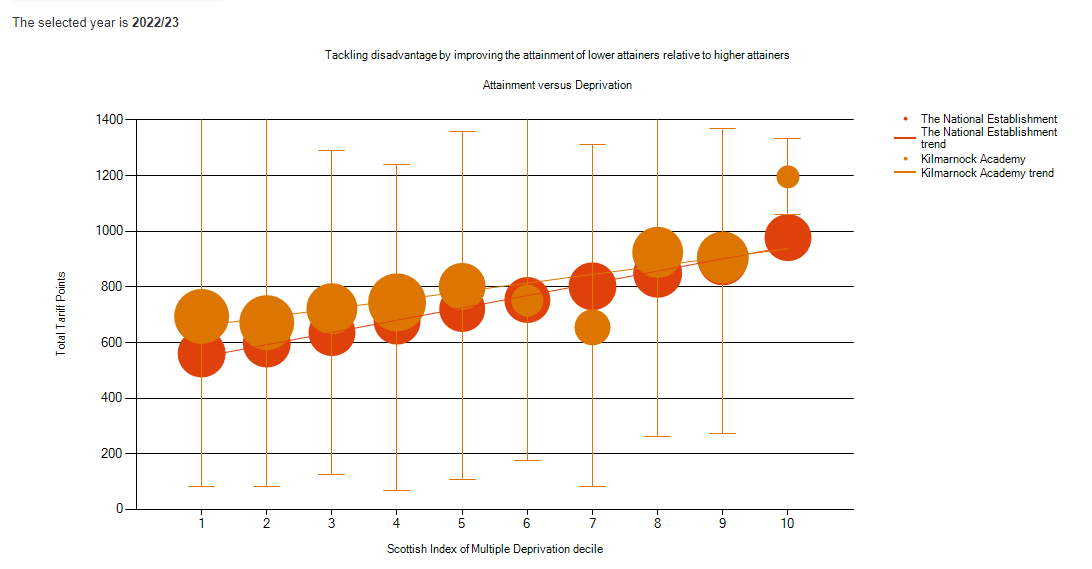 The selected year is 2022/23
Tackling disadvantage by improving the attainment of lower attainers relative to higher attainers
Attainment versus Deprivation
1400
1200
1000
800
600
400
200
0
Total Tariff Points
1 2 3 4 5 6 7 8 9 10
Scottish Index of Multiple Deprivation decile
The National Establishment
The National Establishment
trend
Kilmarnock Academy
Kilmarnock Academy trend